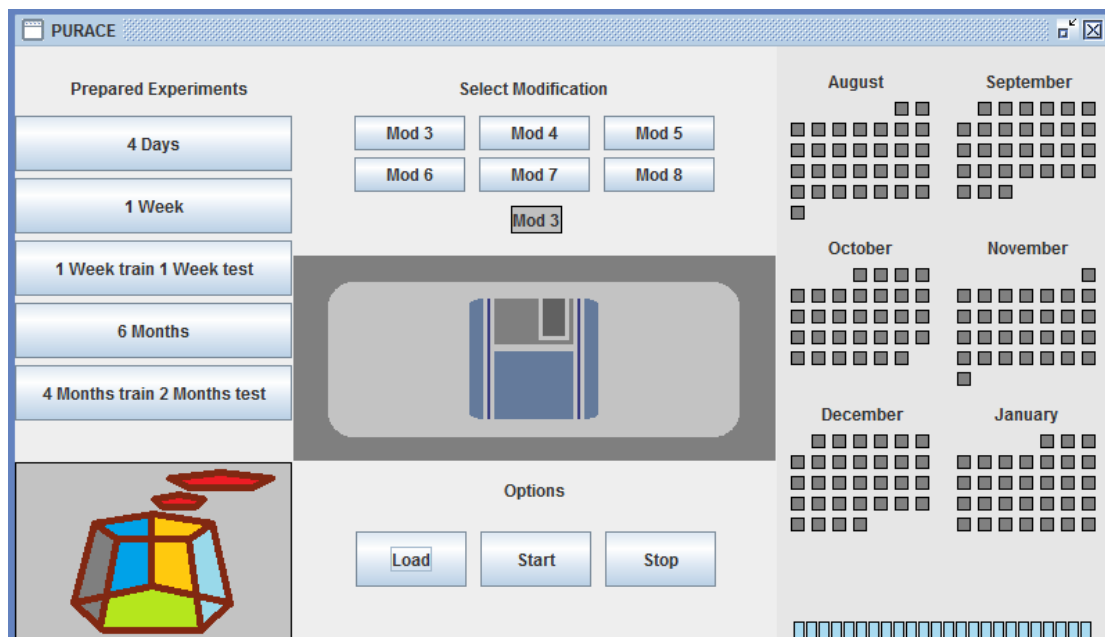 PURACE
Prepared Experiments
4 Days
1 Week
1 Week train 1 Week test
6 Months
4 Months train 2 Months test
Select Modification
Mod 3 Mod 4 Mod 5
Mod 6 Mod 7 Mod 8
Mod 3
Options
Load Start Stop
August September
October November
December January